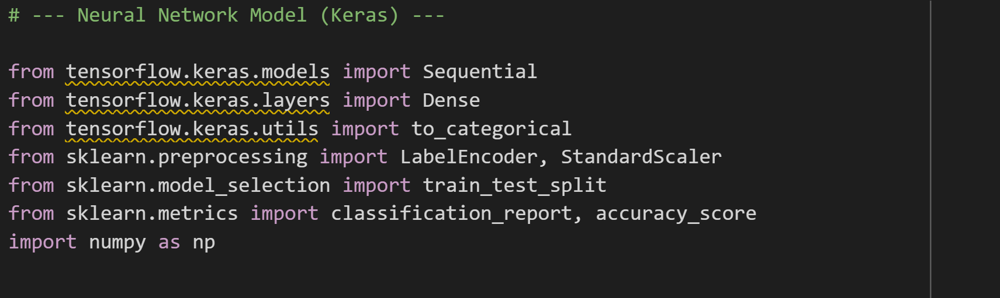 # --- Neural Network Model (Keras) ---
from tensorflow.keras.models import Sequential
from tensorflow.keras.layers import Dense
from tensorflow.keras.utils import to_categorical
from sklearn.preprocessing import LabelEncoder, StandardScaler
from sklearn.model_selection import train_test_split
from sklearn.metrics import classification_report, accuracy_score
import numpy as np